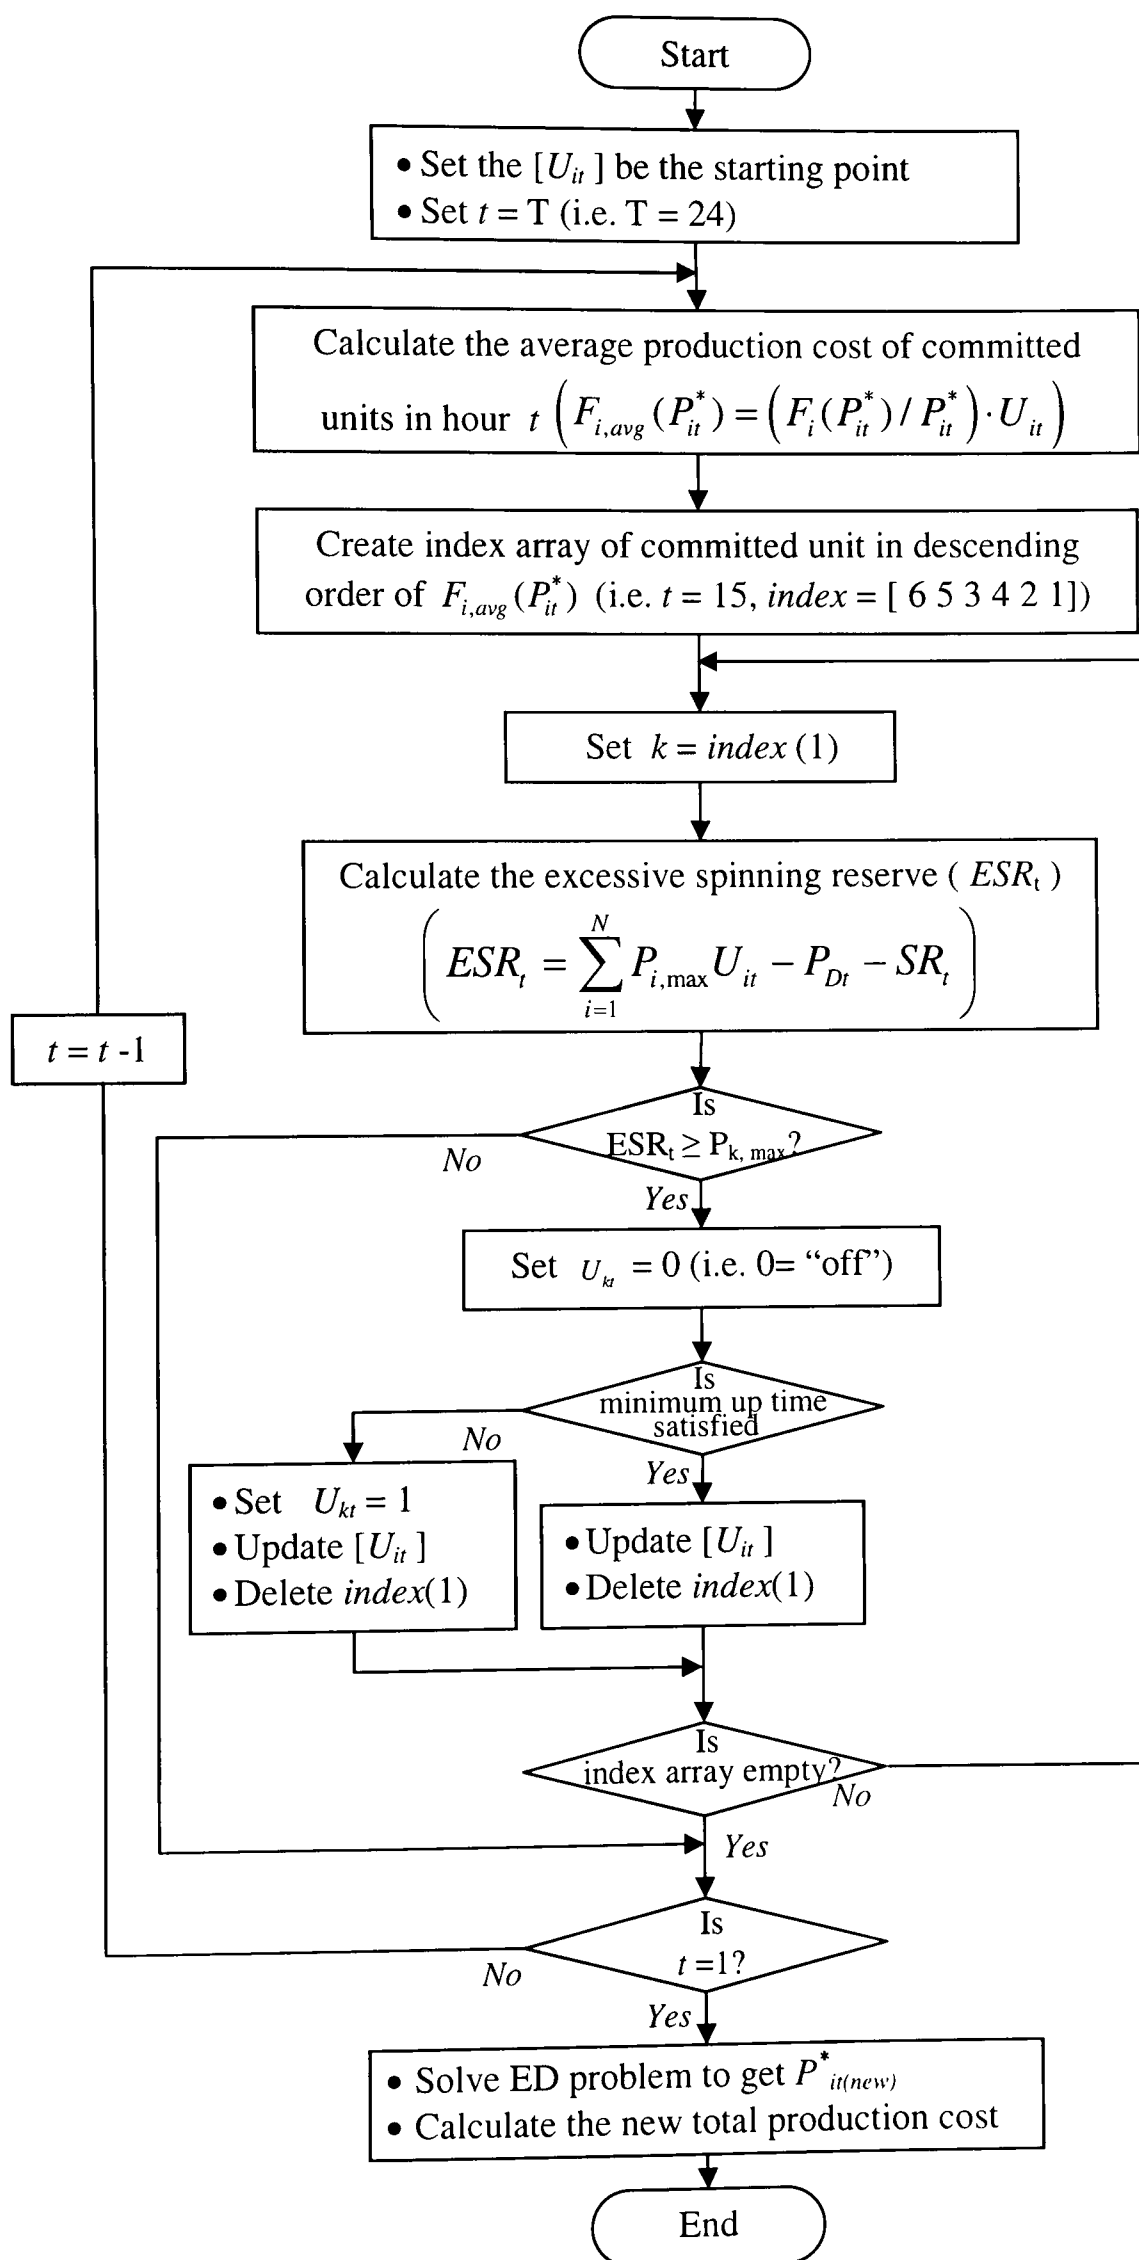 Start
• Set the [U_it] be the starting point
• Set t = T (i.e. T = 24)
Calculate the average production cost of committed
units in hour t (F_i,avg(P*_it) = (F_i(P*_it) / P*_it) · U_it)
Create index array of committed unit in descending
order of F_i,avg(P*_it) (i.e. t = 15, index = [ 6 5 3 4 2 1])
Set k = index (1)
Calculate the excessive spinning reserve ( ESR_t )
(ESR_t = ∑_{i=1}^{N} P_i,max U_it − P_Dt − SR_t)
t = t -1
Is
ESR_t ≥ P_k, max?
No
Yes
Set U_kt = 0 (i.e. 0= “off”)
Is
minimum up time
satisfied
No
Yes
• Set U_kt = 1
• Update [U_it]
• Delete index(1)
• Update [U_it]
• Delete index(1)
Is
index array empty?
No
Yes
Is
t =1?
No
Yes
• Solve ED problem to get P*_it(new)
• Calculate the new total production cost
End